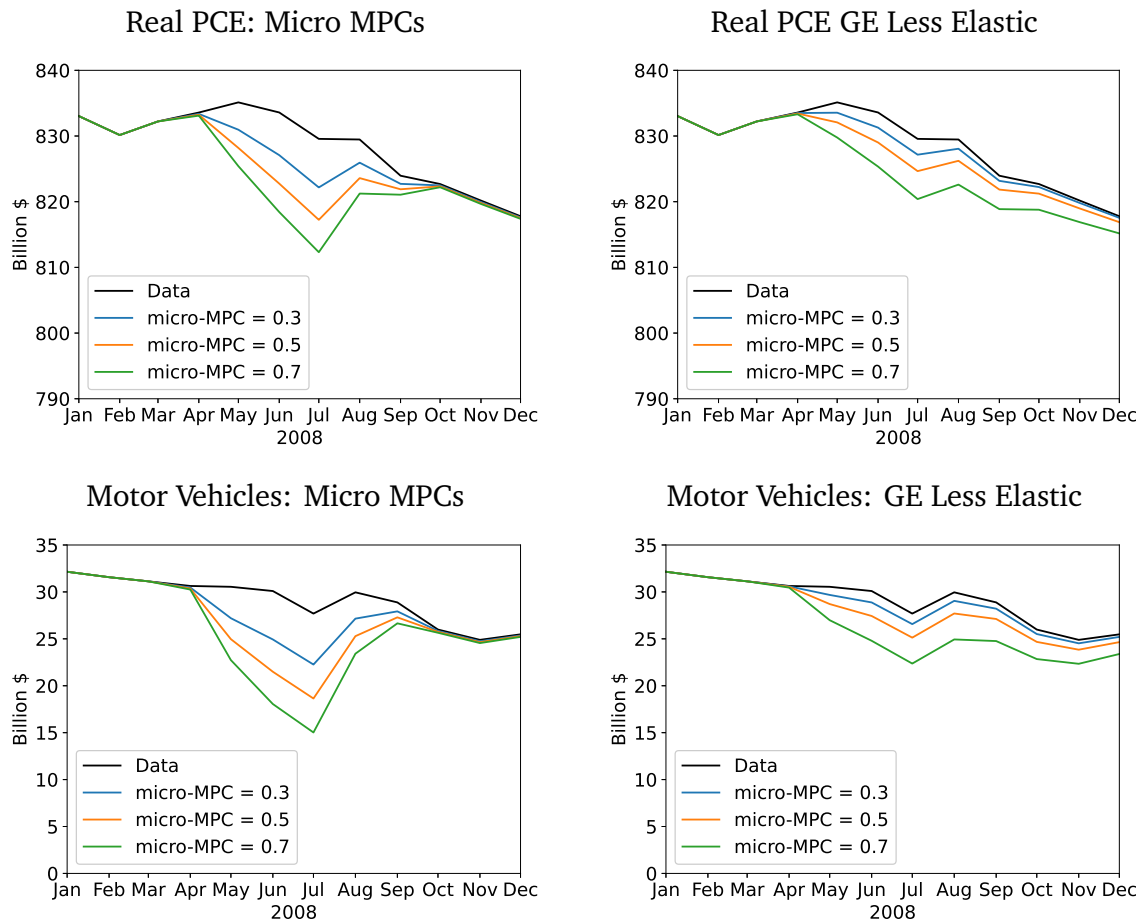 Real PCE: Micro MPCs
840
830
820
810
800
790
Billion $
Data
micro-MPC = 0.3
micro-MPC = 0.5
micro-MPC = 0.7
Jan Feb Mar Apr May Jun Jul Aug Sep Oct Nov Dec
2008
Real PCE GE Less Elastic
840
830
820
810
800
790
Billion $
Data
micro-MPC = 0.3
micro-MPC = 0.5
micro-MPC = 0.7
Jan Feb Mar Apr May Jun Jul Aug Sep Oct Nov Dec
2008
Motor Vehicles: Micro MPCs
35
30
25
20
15
10
5
0
Billion $
Data
micro-MPC = 0.3
micro-MPC = 0.5
micro-MPC = 0.7
Jan Feb Mar Apr May Jun Jul Aug Sep Oct Nov Dec
2008
Motor Vehicles: GE Less Elastic
35
30
25
20
15
10
5
0
Billion $
Data
micro-MPC = 0.3
micro-MPC = 0.5
micro-MPC = 0.7
Jan Feb Mar Apr May Jun Jul Aug Sep Oct Nov Dec
2008